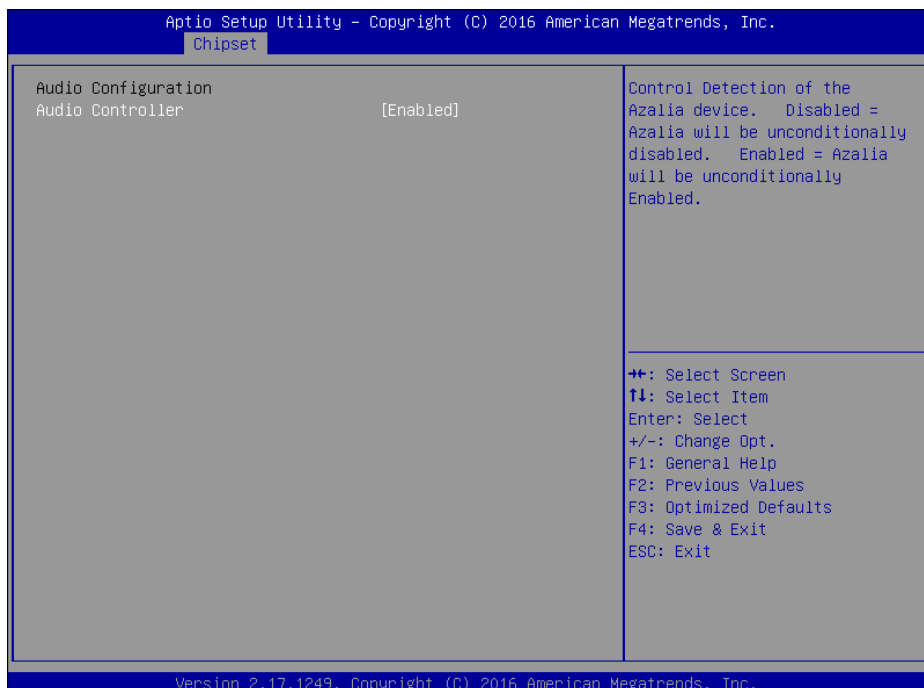 Aptio Setup Utility – Copyright (C) 2016 American Megatrends, Inc.
Chipset
Audio Configuration
Audio Controller [Enabled]
Control Detection of the
Azalia device. Disabled =
Azalia will be unconditionally
disabled. Enabled = Azalia
will be unconditionally
Enabled.
→←: Select Screen
↑↓: Select Item
Enter: Select
+/-: Change Opt.
F1: General Help
F2: Previous Values
F3: Optimized Defaults
F4: Save & Exit
ESC: Exit
Version 2.17.1249. Copyright (C) 2016 American Megatrends, Inc.